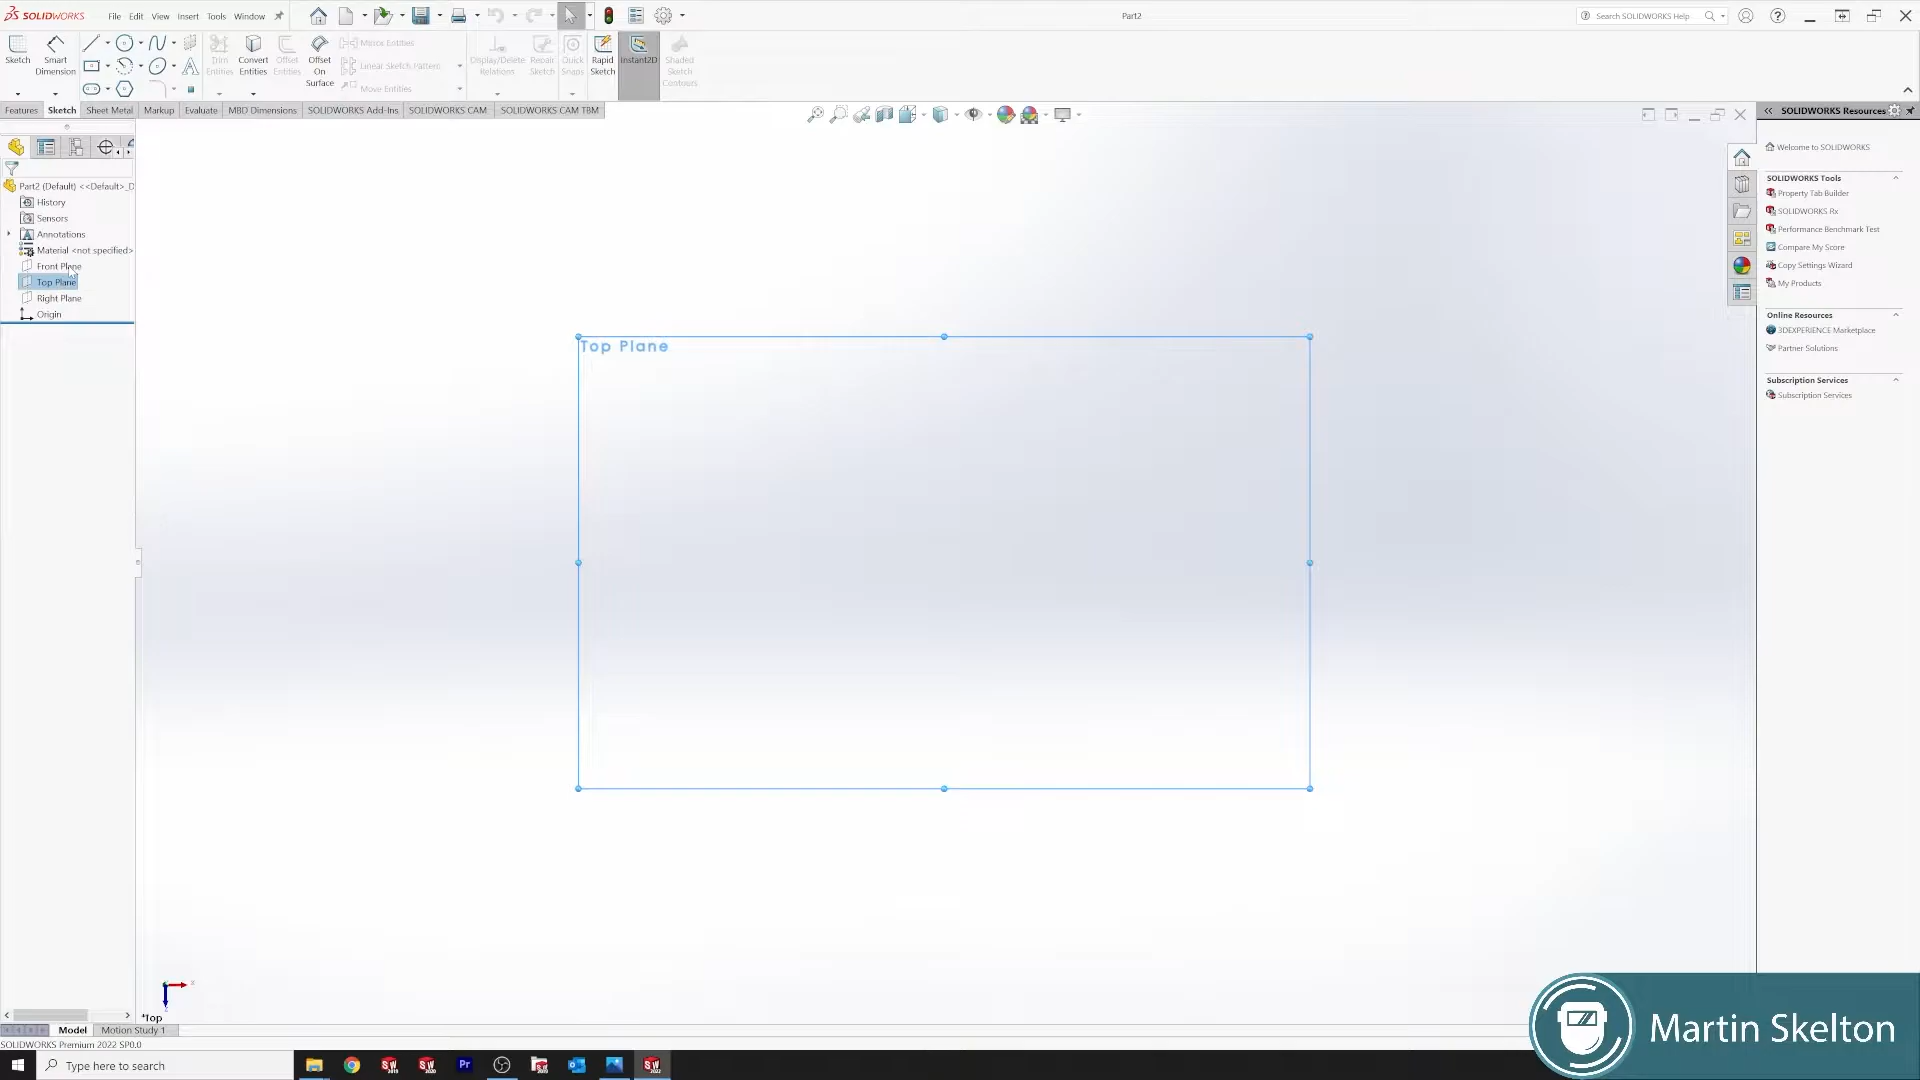 SOLIDWORKS
File Edit View Insert Tools Window
Part2
Search SOLIDWORKS Help
Sketch
Smart Dimension
Trim Entities
Convert Entities
Offset Entities
Offset On Surface
Mirror Entities
Linear Sketch Pattern
Move Entities
Display/Delete Relations
Repair Sketch
Quick Snaps
Rapid Sketch
Instant2D
Shaded Sketch Contours
Features Sketch Sheet Metal Markup Evaluate MBD Dimensions SOLIDWORKS Add-Ins SOLIDWORKS CAM SOLIDWORKS CAM TBM
Part2 (Default) <<Default>_D
History
Sensors
Annotations
Material <not specified>
Front Plane
Top Plane
Right Plane
Origin
Top Plane
SOLIDWORKS Resources
Welcome to SOLIDWORKS
SOLIDWORKS Tools
Property Tab Builder
SOLIDWORKS Rx
Performance Benchmark Test
Compare My Score
Copy Settings Wizard
My Products
Online Resources
3DEXPERIENCE Marketplace
Partner Solutions
Subscription Services
Subscription Services
*Top
Model Motion Study 1
SOLIDWORKS Premium 2022 SP0.0
Type here to search
Martin Skelton